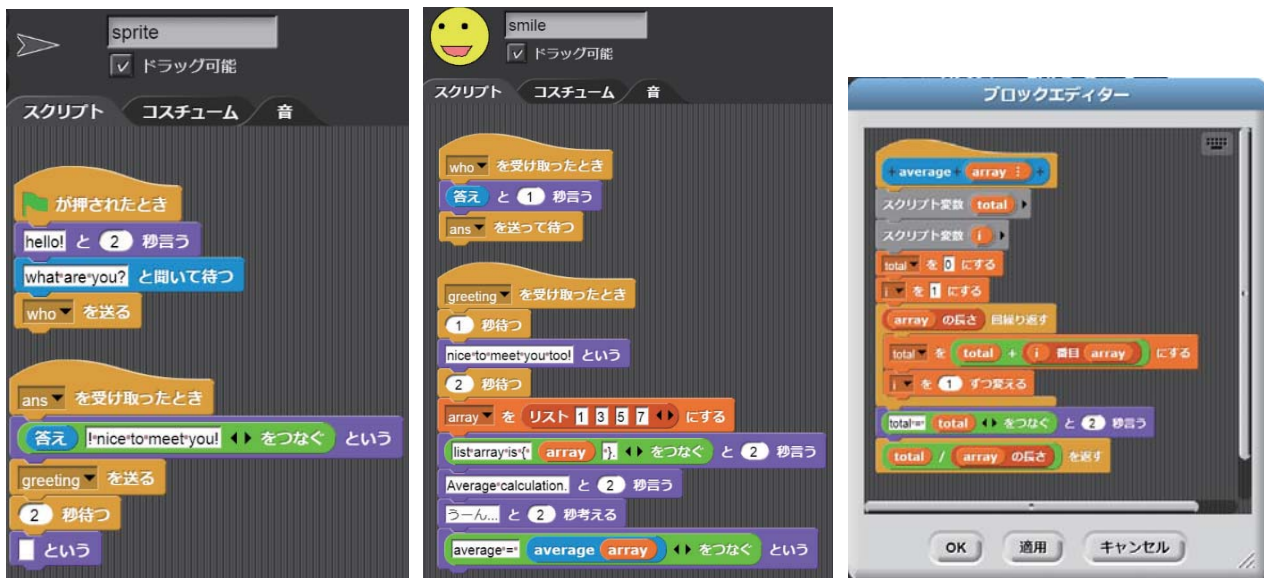 sprite
ドラッグ可能
スクリプト コスチューム 音
が押されたとき
hello! と 2 秒言う
what are you? と聞いて待つ
who を送る
ans を受け取ったとき
答え ! nice to meet you! をつなぐ という
greeting を送る
2 秒待つ
という
smile
ドラッグ可能
スクリプト コスチューム 音
who を受け取ったとき
答え と 1 秒言う
ans を送って待つ
greeting を受け取ったとき
1 秒待つ
nice to meet you too! という
2 秒待つ
array を リスト 1 3 5 7 にする
list array is { array }. をつなぐ と 2 秒言う
Average calculation. と 2 秒言う
うーん... と 2 秒考える
average = average array をつなぐ という
ブロックエディター
+ average + array +
スクリプト変数 total
スクリプト変数 i
total を 0 にする
i を 1 にする
array の長さ 回繰り返す
total を total + i 番目 array にする
i を 1 ずつ変える
total = total をつなぐ と 2 秒言う
total / array の長さ を返す
OK 適用 キャンセル